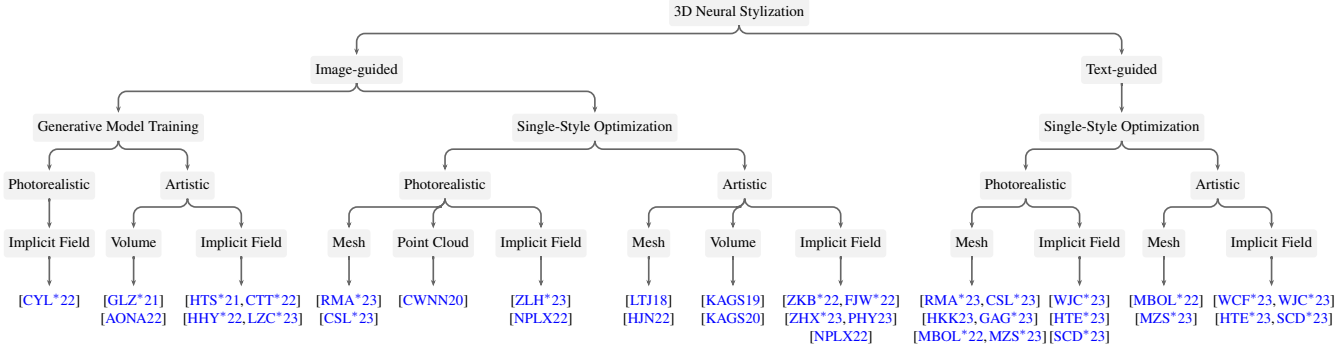 3D Neural Stylization
Image-guided Text-guided
Generative Model Training Single-Style Optimization Single-Style Optimization
Photorealistic Artistic Photorealistic Artistic Photorealistic Artistic
Implicit Field Volume Implicit Field Mesh Point Cloud Implicit Field Mesh Volume Implicit Field Mesh Implicit Field Mesh Implicit Field
[CYL*22] [GLZ*21] [HTS*21, CTT*22] [RMA*23] [CWNN20] [ZLH*23] [LTJ18] [KAGS19] [ZKB*22, FJW*22] [RMA*23, CSL*23] [WJC*23] [MBOL*22] [WCF*23, WJC*23]
[AONA22] [HHY*22, LZC*23] [CSL*23] [NPLX22] [HJN22] [KAGS20] [ZHX*23, PHY23] [HKK23, GAG*23] [HTE*23] [MZS*23] [HTE*23, SCD*23]
[NPLX22] [MBOL*22, MZS*23] [SCD*23]